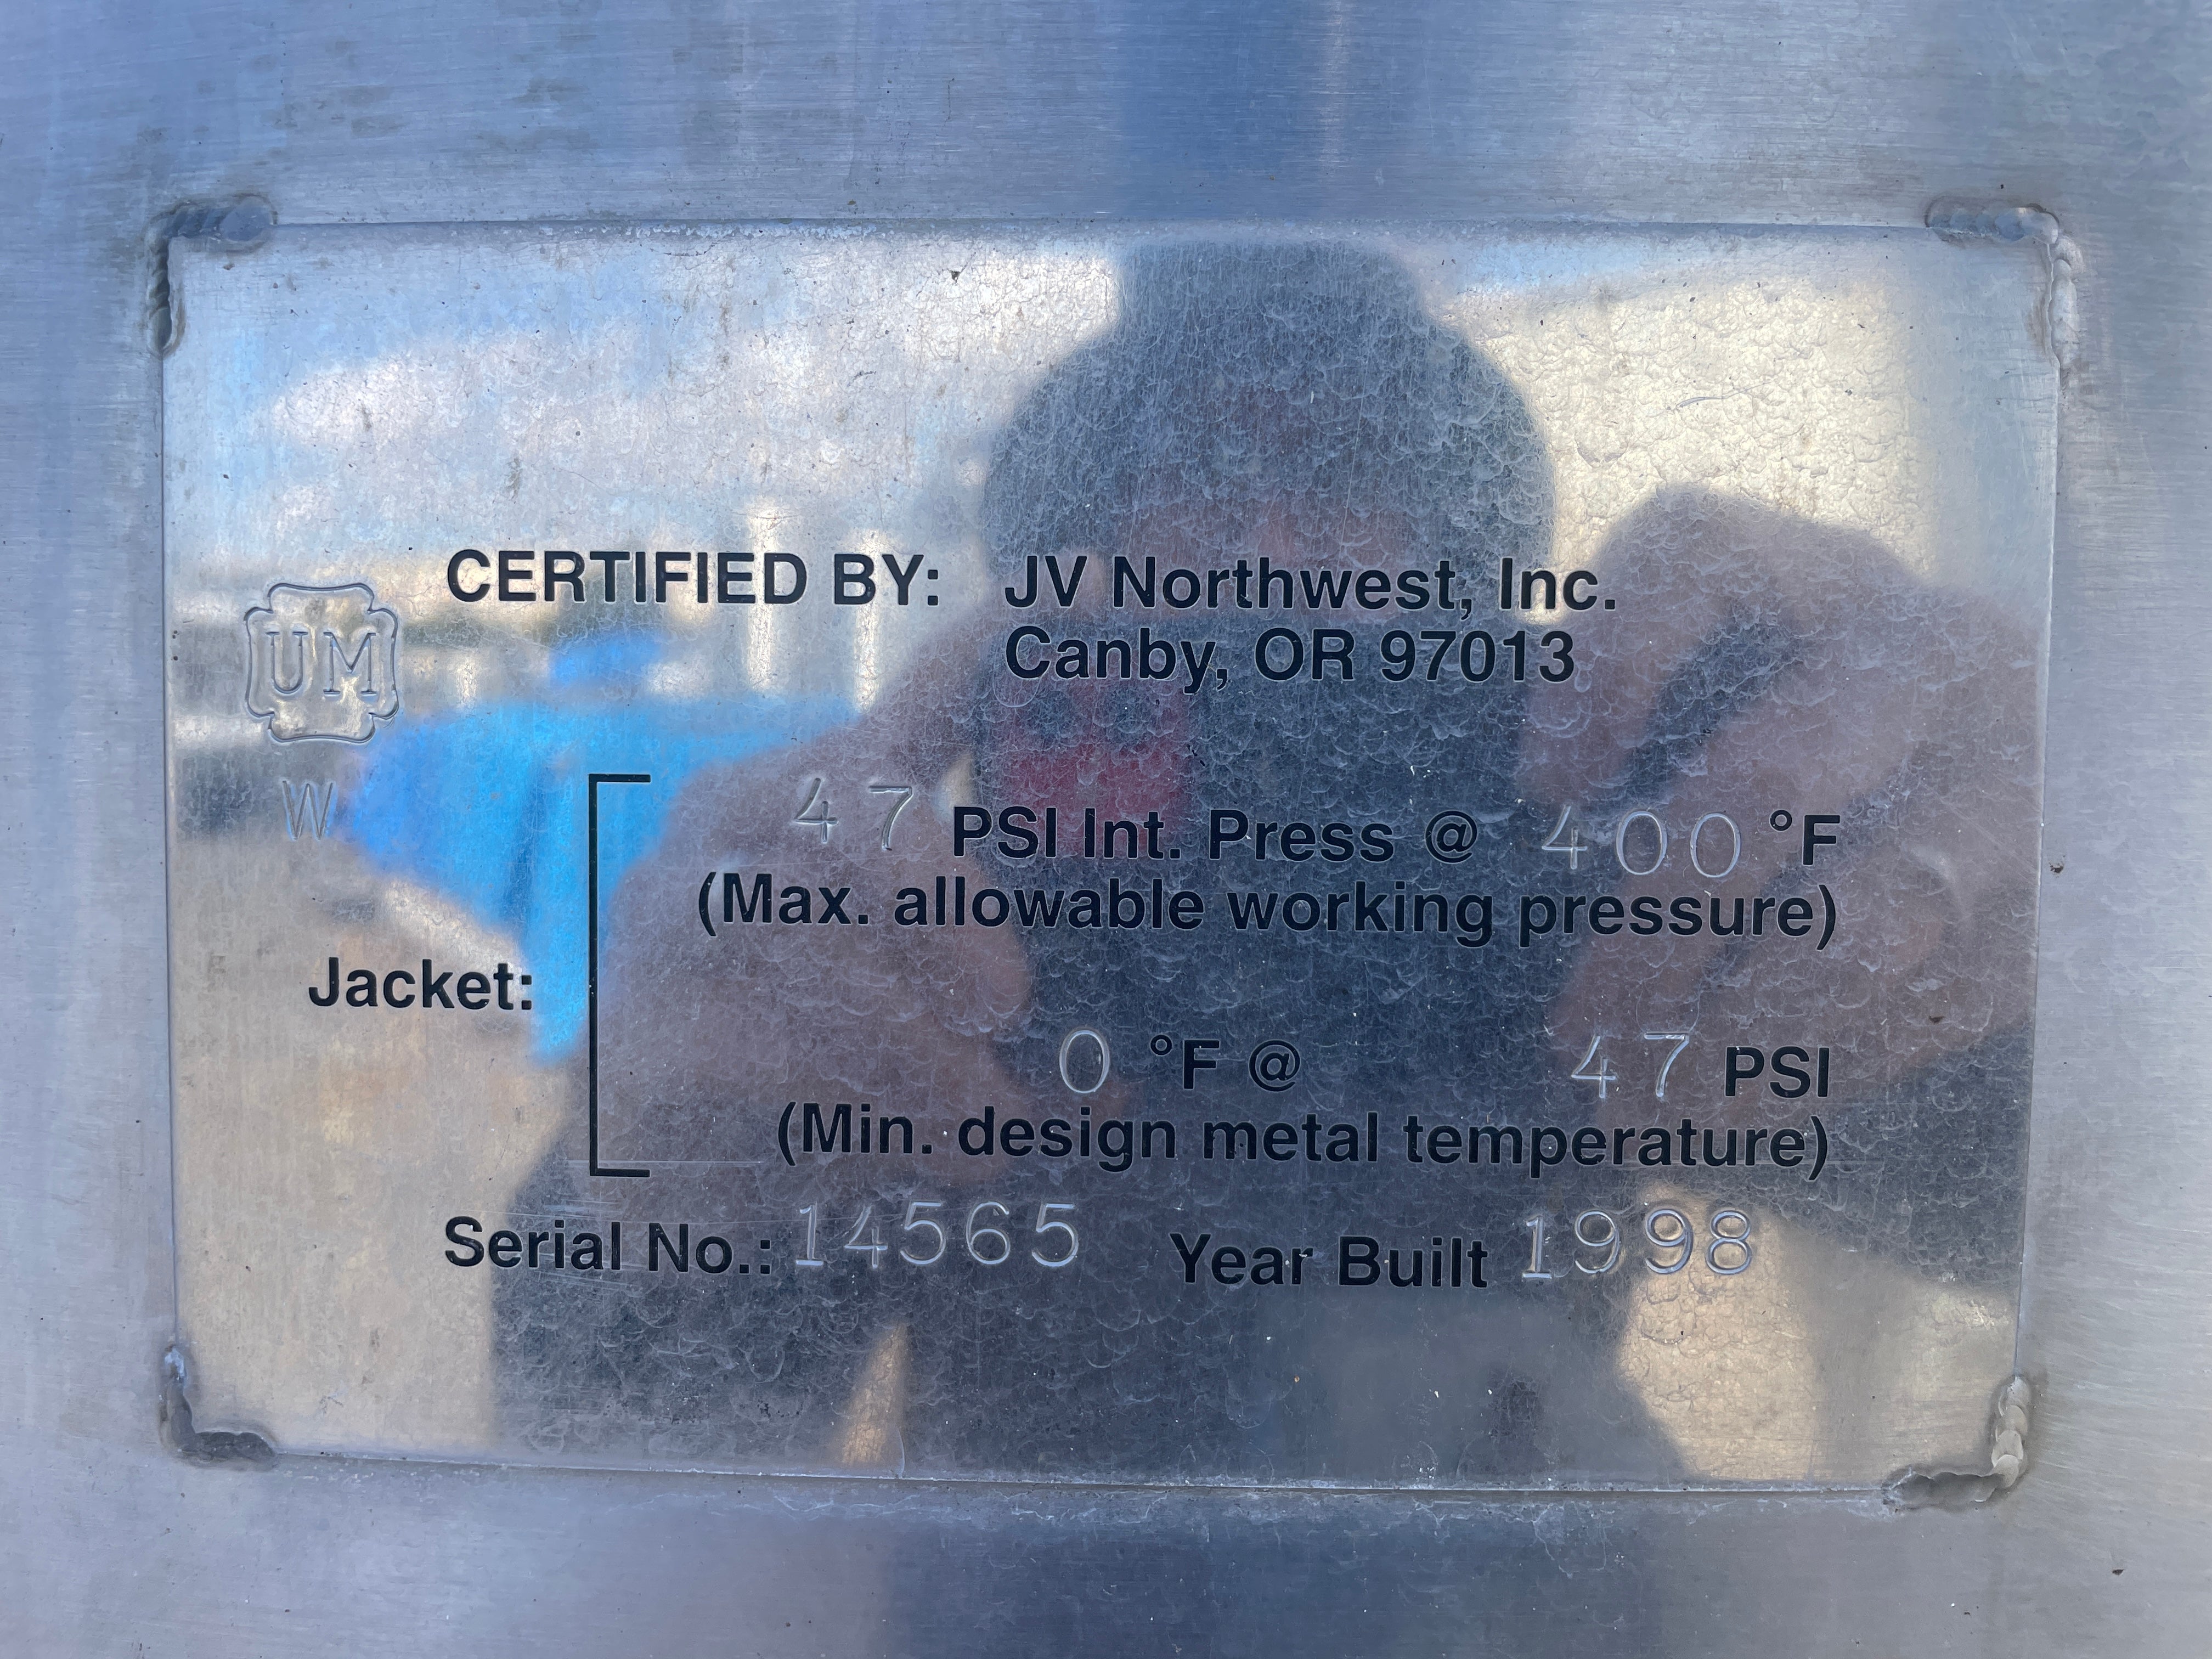 CERTIFIED BY: JV Northwest, Inc.
Canby, OR 97013
UM
W
47 PSI Int. Press @ 400 °F
(Max. allowable working pressure)
Jacket:
0 °F @ 47 PSI
(Min. design metal temperature)
Serial No.: 14565 Year Built 1998